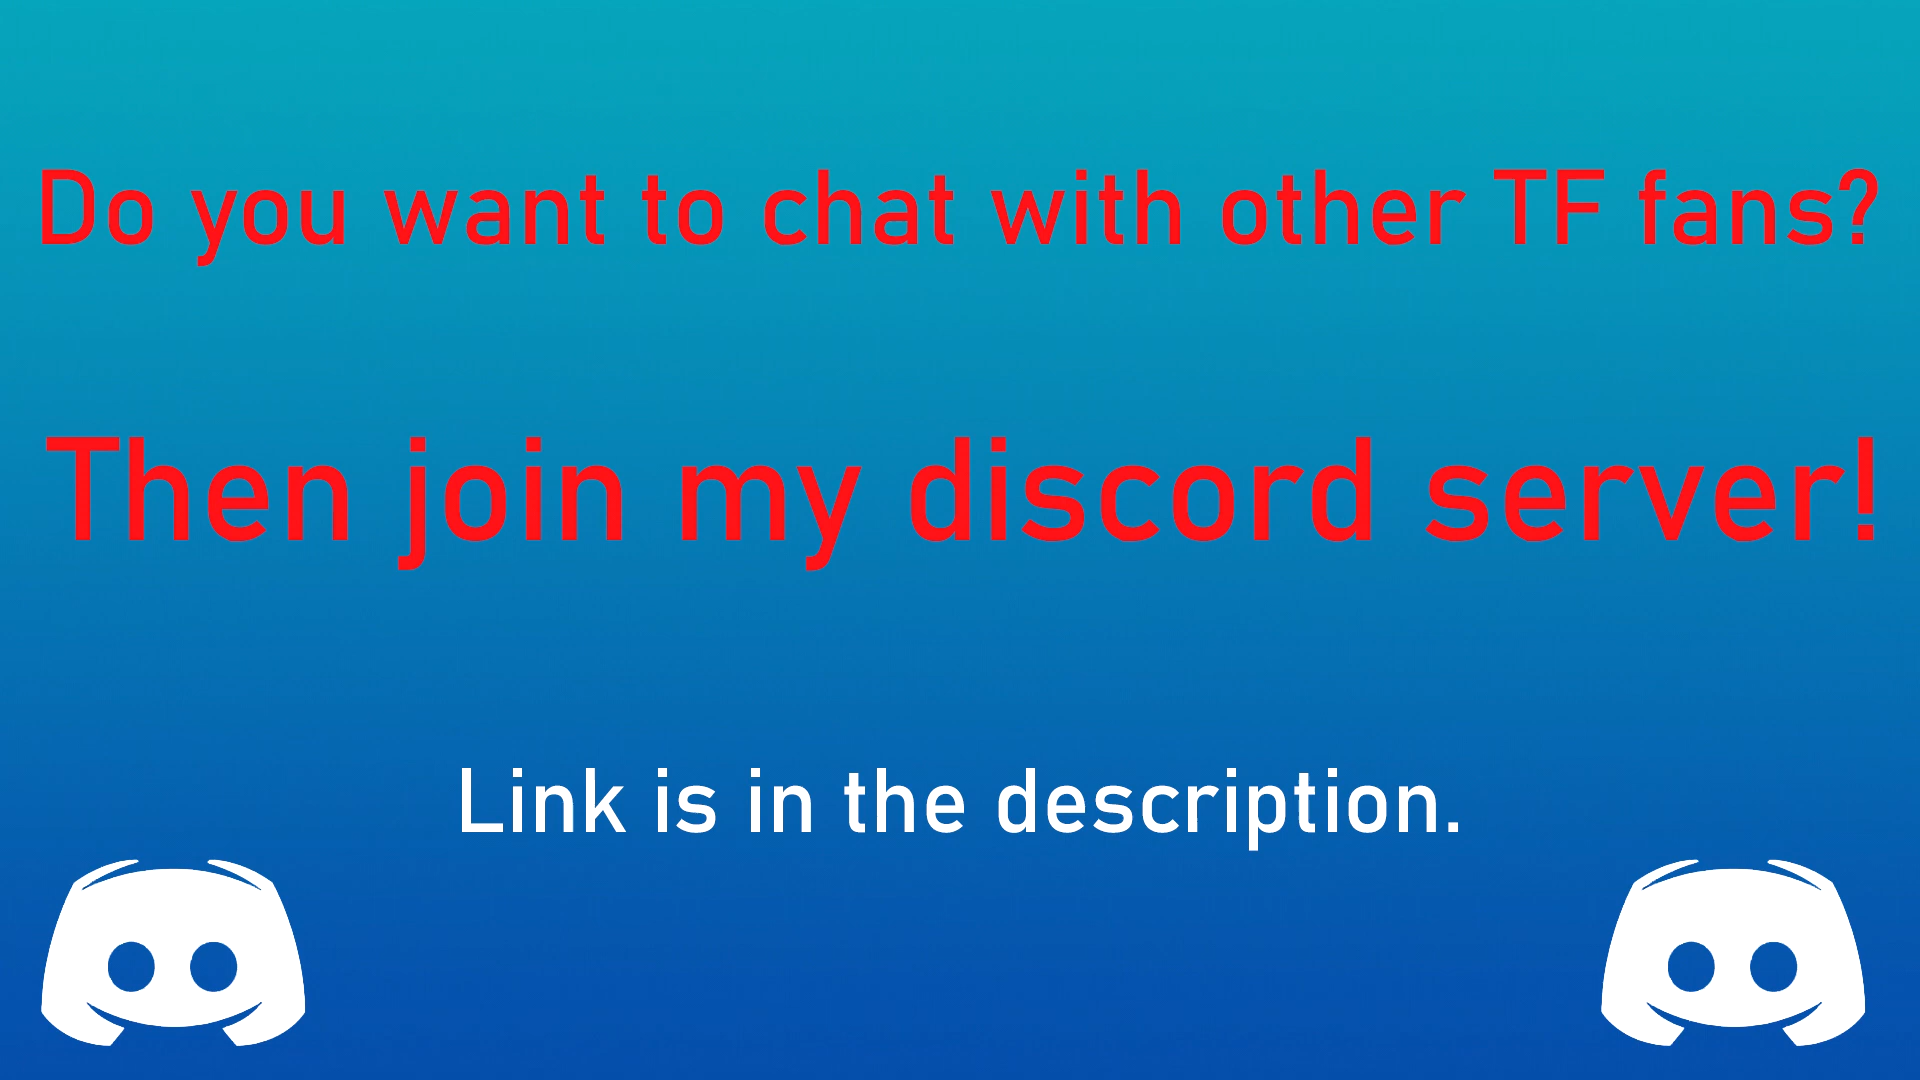 Do you want to chat with other TF fans?
Then join my discord server!
Link is in the description.